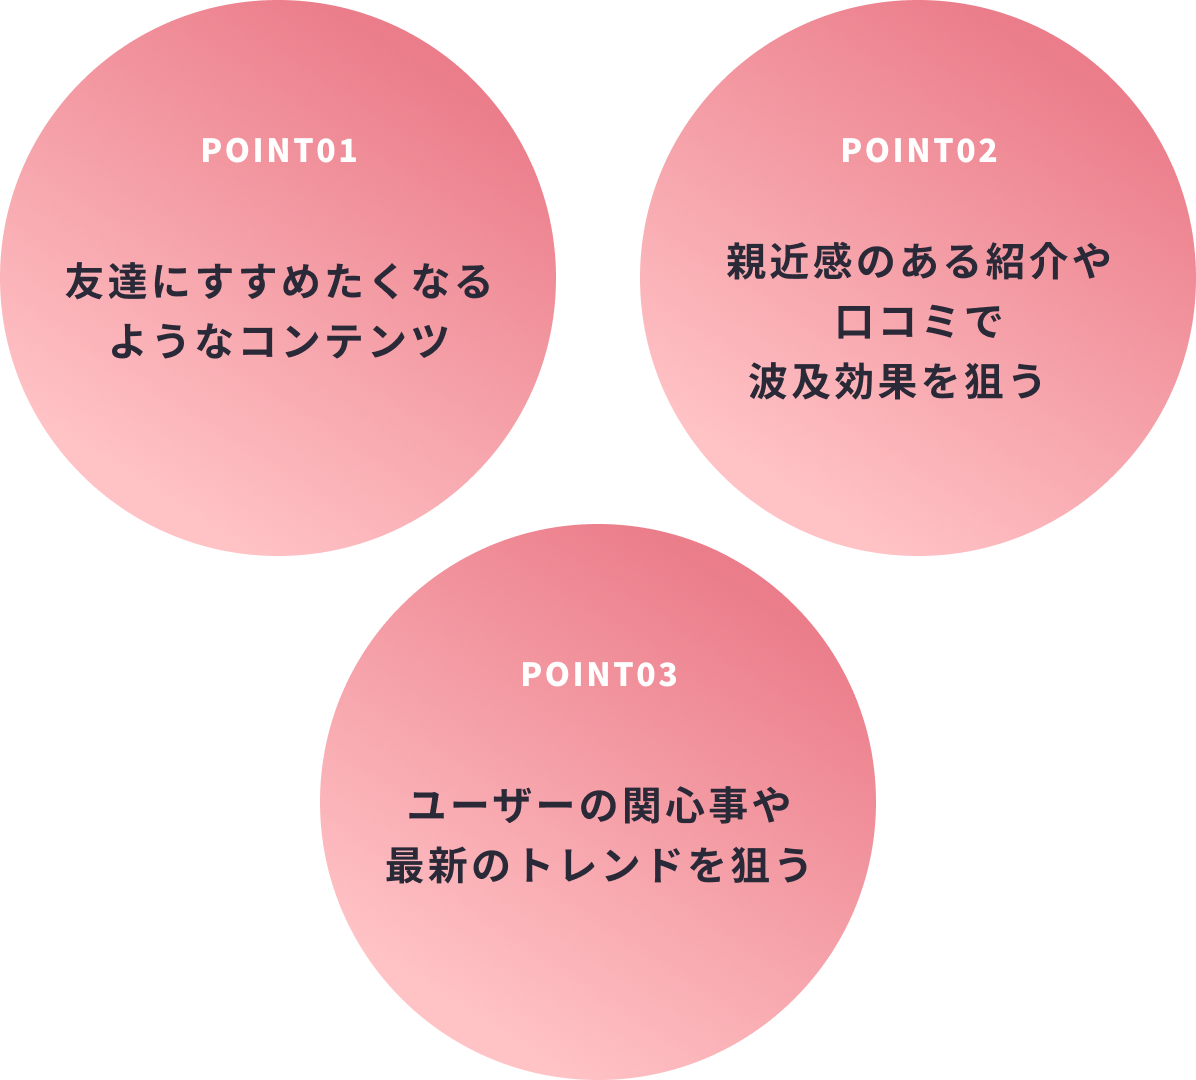 POINT01
友達にすすめたくなる
ようなコンテンツ
POINT02
親近感のある紹介や
口コミで
波及効果を狙う
POINT03
ユーザーの関心事や
最新のトレンドを狙う